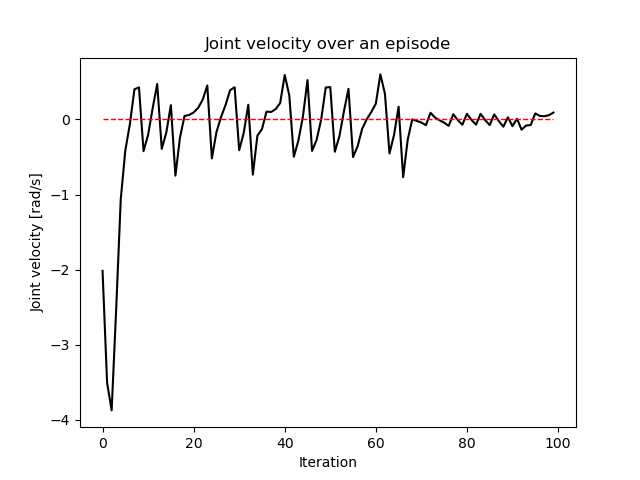 Joint velocity over an episode
Joint velocity [rad/s]
0
−1
−2
−3
−4
0 20 40 60 80 100
Iteration